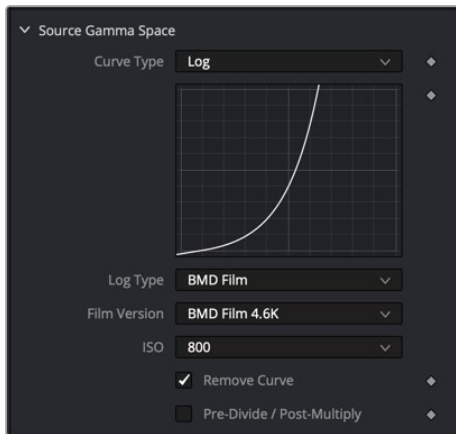 Source Gamma Space
Curve Type Log
Log Type BMD Film
Film Version BMD Film 4.6K
ISO 800
Remove Curve
Pre-Divide / Post-Multiply